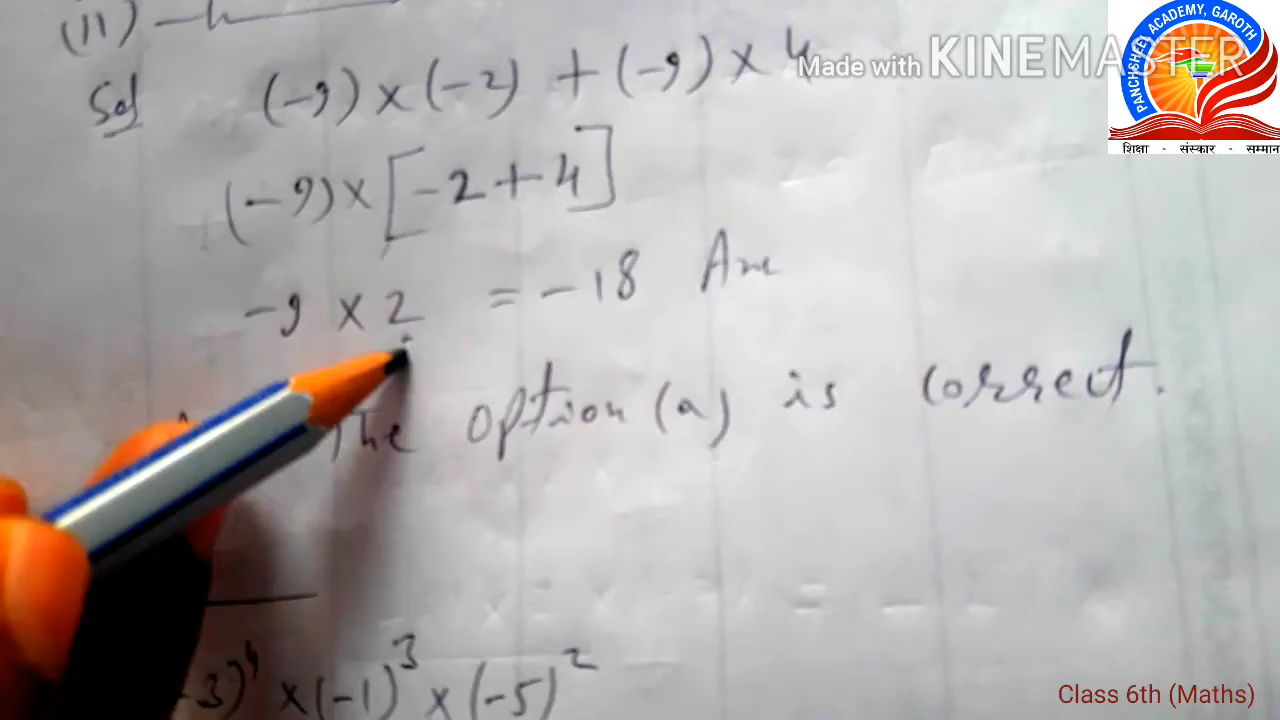 (11)
Sol (-9) × (-2) + (-9) × 4
(-9) × [-2 + 4]
-9 × 2 = -18 Ans
The option (a) is correct.
-3)⁴ × (-1)³ × (-5)²
Made with KINEMASTER
PANCHSHEEL ACADEMY, GAROTH
शिक्षा - संस्कार - सम्मान
Class 6th (Maths)